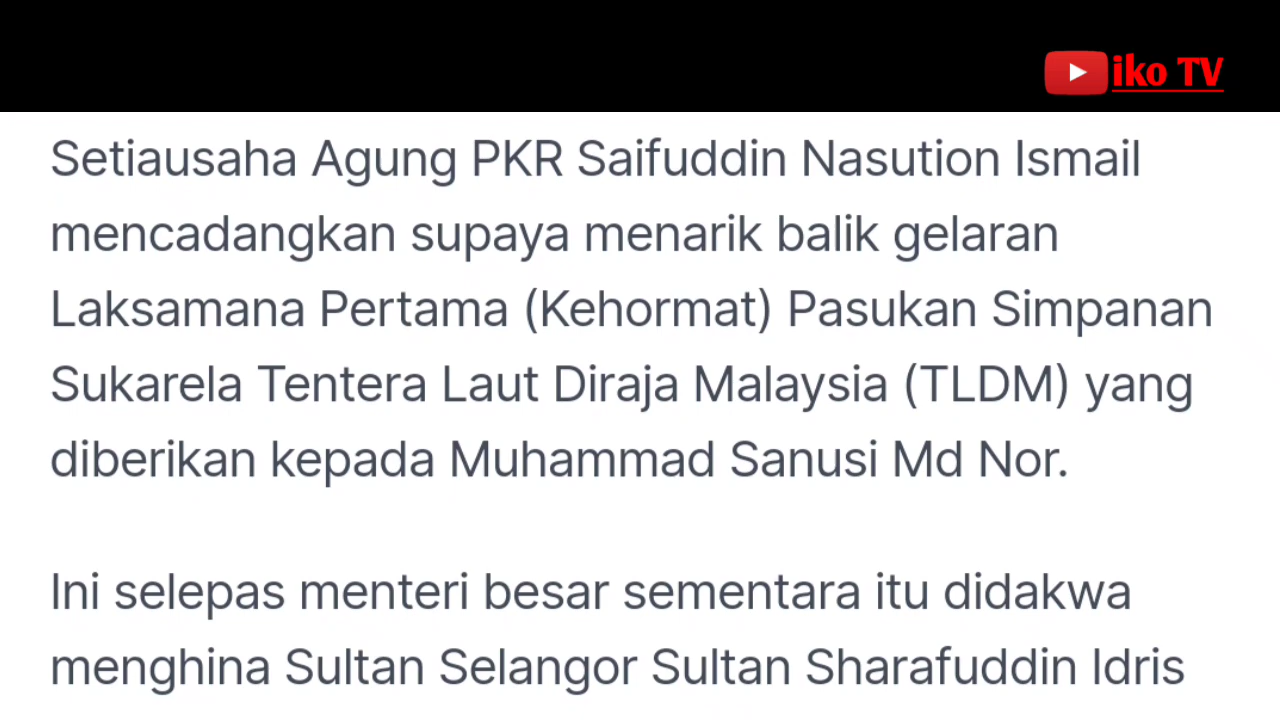 iko TV
Setiausaha Agung PKR Saifuddin Nasution Ismail
mencadangkan supaya menarik balik gelaran
Laksamana Pertama (Kehormat) Pasukan Simpanan
Sukarela Tentera Laut Diraja Malaysia (TLDM) yang
diberikan kepada Muhammad Sanusi Md Nor.
Ini selepas menteri besar sementara itu didakwa
menghina Sultan Selangor Sultan Sharafuddin Idris